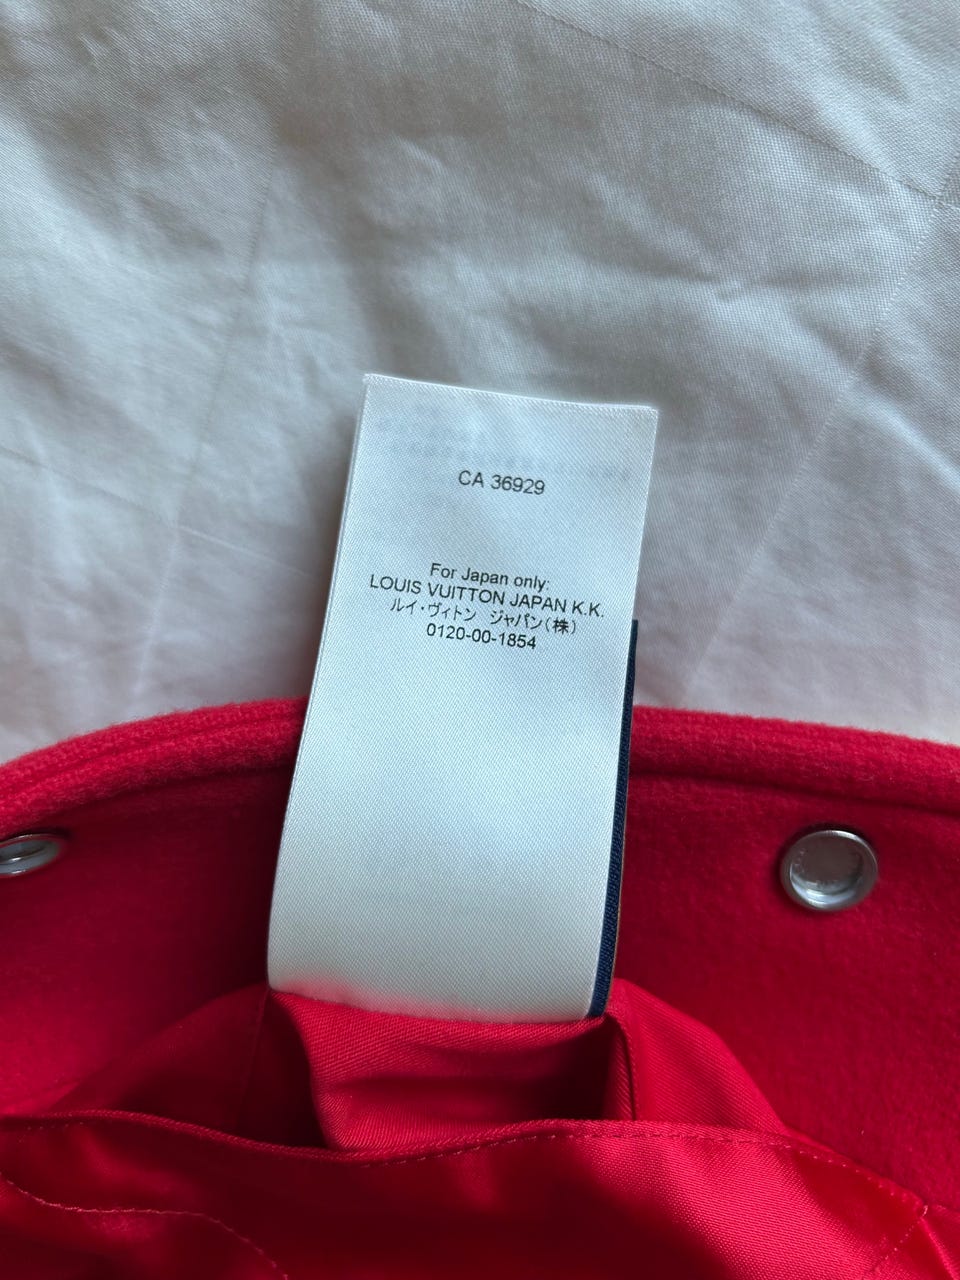 CA 36929
For Japan only:
LOUIS VUITTON JAPAN K.K.
ルイ・ヴィトン ジャパン(株)
0120-00-1854